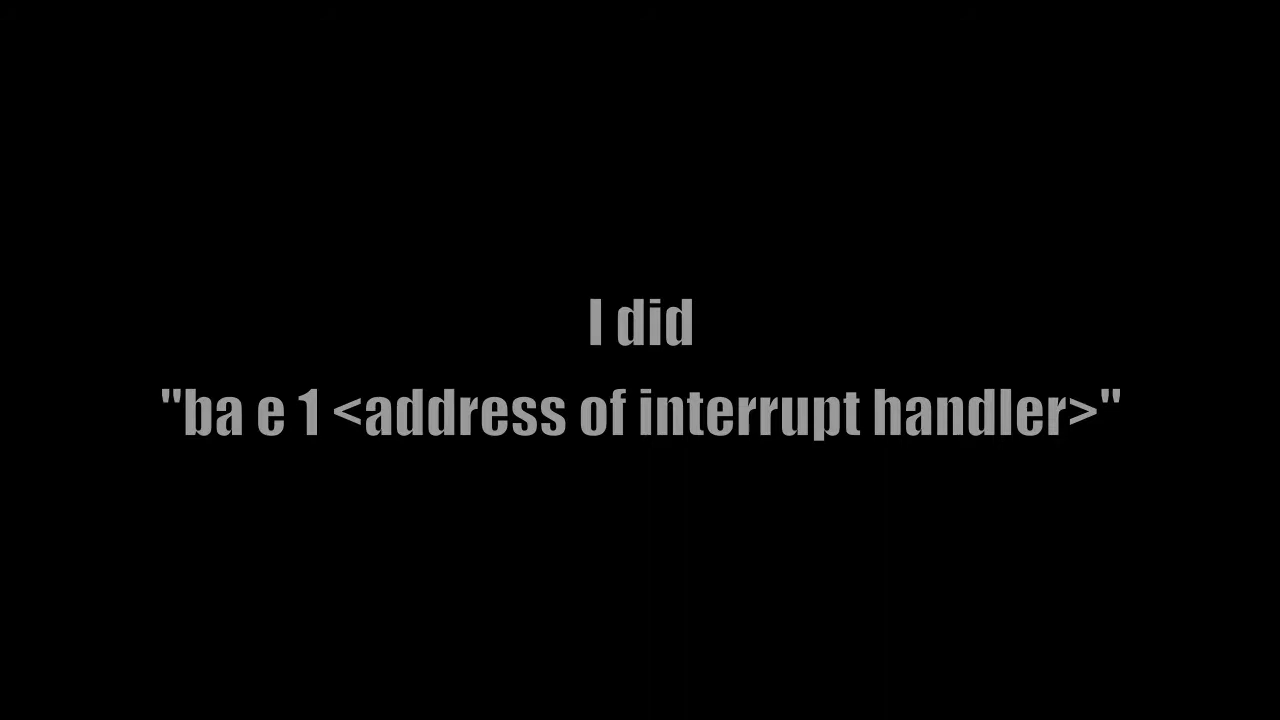 I did
"ba e 1 <address of interrupt handler>"